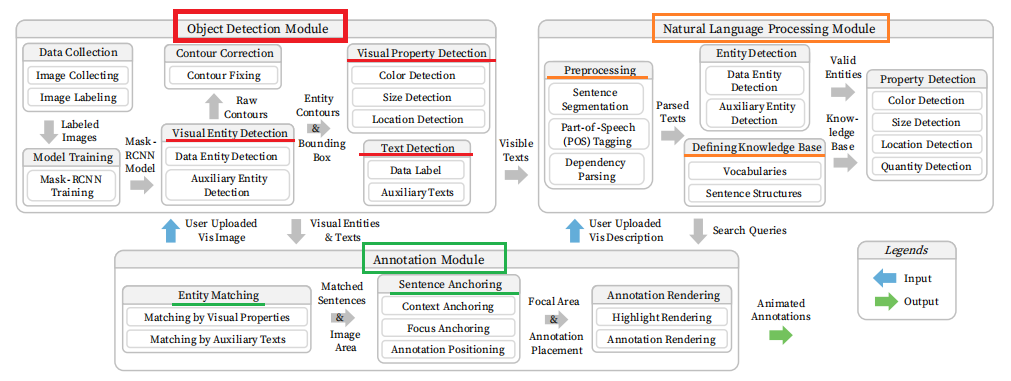 Object Detection Module
Data Collection
Image Collecting
Image Labeling
Labeled
Images
Model Training
Mask-RCNN
Training
Mask-
RCNN
Model
Contour Correction
Contour Fixing
Raw
Contours
Visual Entity Detection
Data Entity Detection
Auxiliary Entity
Detection
Entity
Contours
&
Bounding
Box
Visual Property Detection
Color Detection
Size Detection
Location Detection
Text Detection
Data Label
Auxiliary Texts
Visible
Texts
Natural Language Processing Module
Preprocessing
Sentence
Segmentation
Part-of -Speech
(POS) Tagging
Dependency
Parsing
Parsed
Texts
Entity Detection
Data Entity
Detection
Auxiliary Entity
Detection
Defining Knowledge Base
Vocabularies
Sentence Structures
Valid
Entities
Know-
ledge
Base
Property Detection
Color Detection
Size Detection
Location Detection
Quantity Detection
User Uploaded
Vis Image
Visual Entities
& Texts
User Uploaded
Vis Description
Search Queries
Annotation Module
Entity Matching
Matching by Visual Properties
Matching by Auxiliary Texts
Matched
Sentences
&
Image
Area
Sentence Anchoring
Context Anchoring
Focus Anchoring
Annotation Positioning
Focal Area
&
Annotation
Placement
Annotation Rendering
Highlight Rendering
Annotation Rendering
Animated
Annotations
Legends
Input
Output